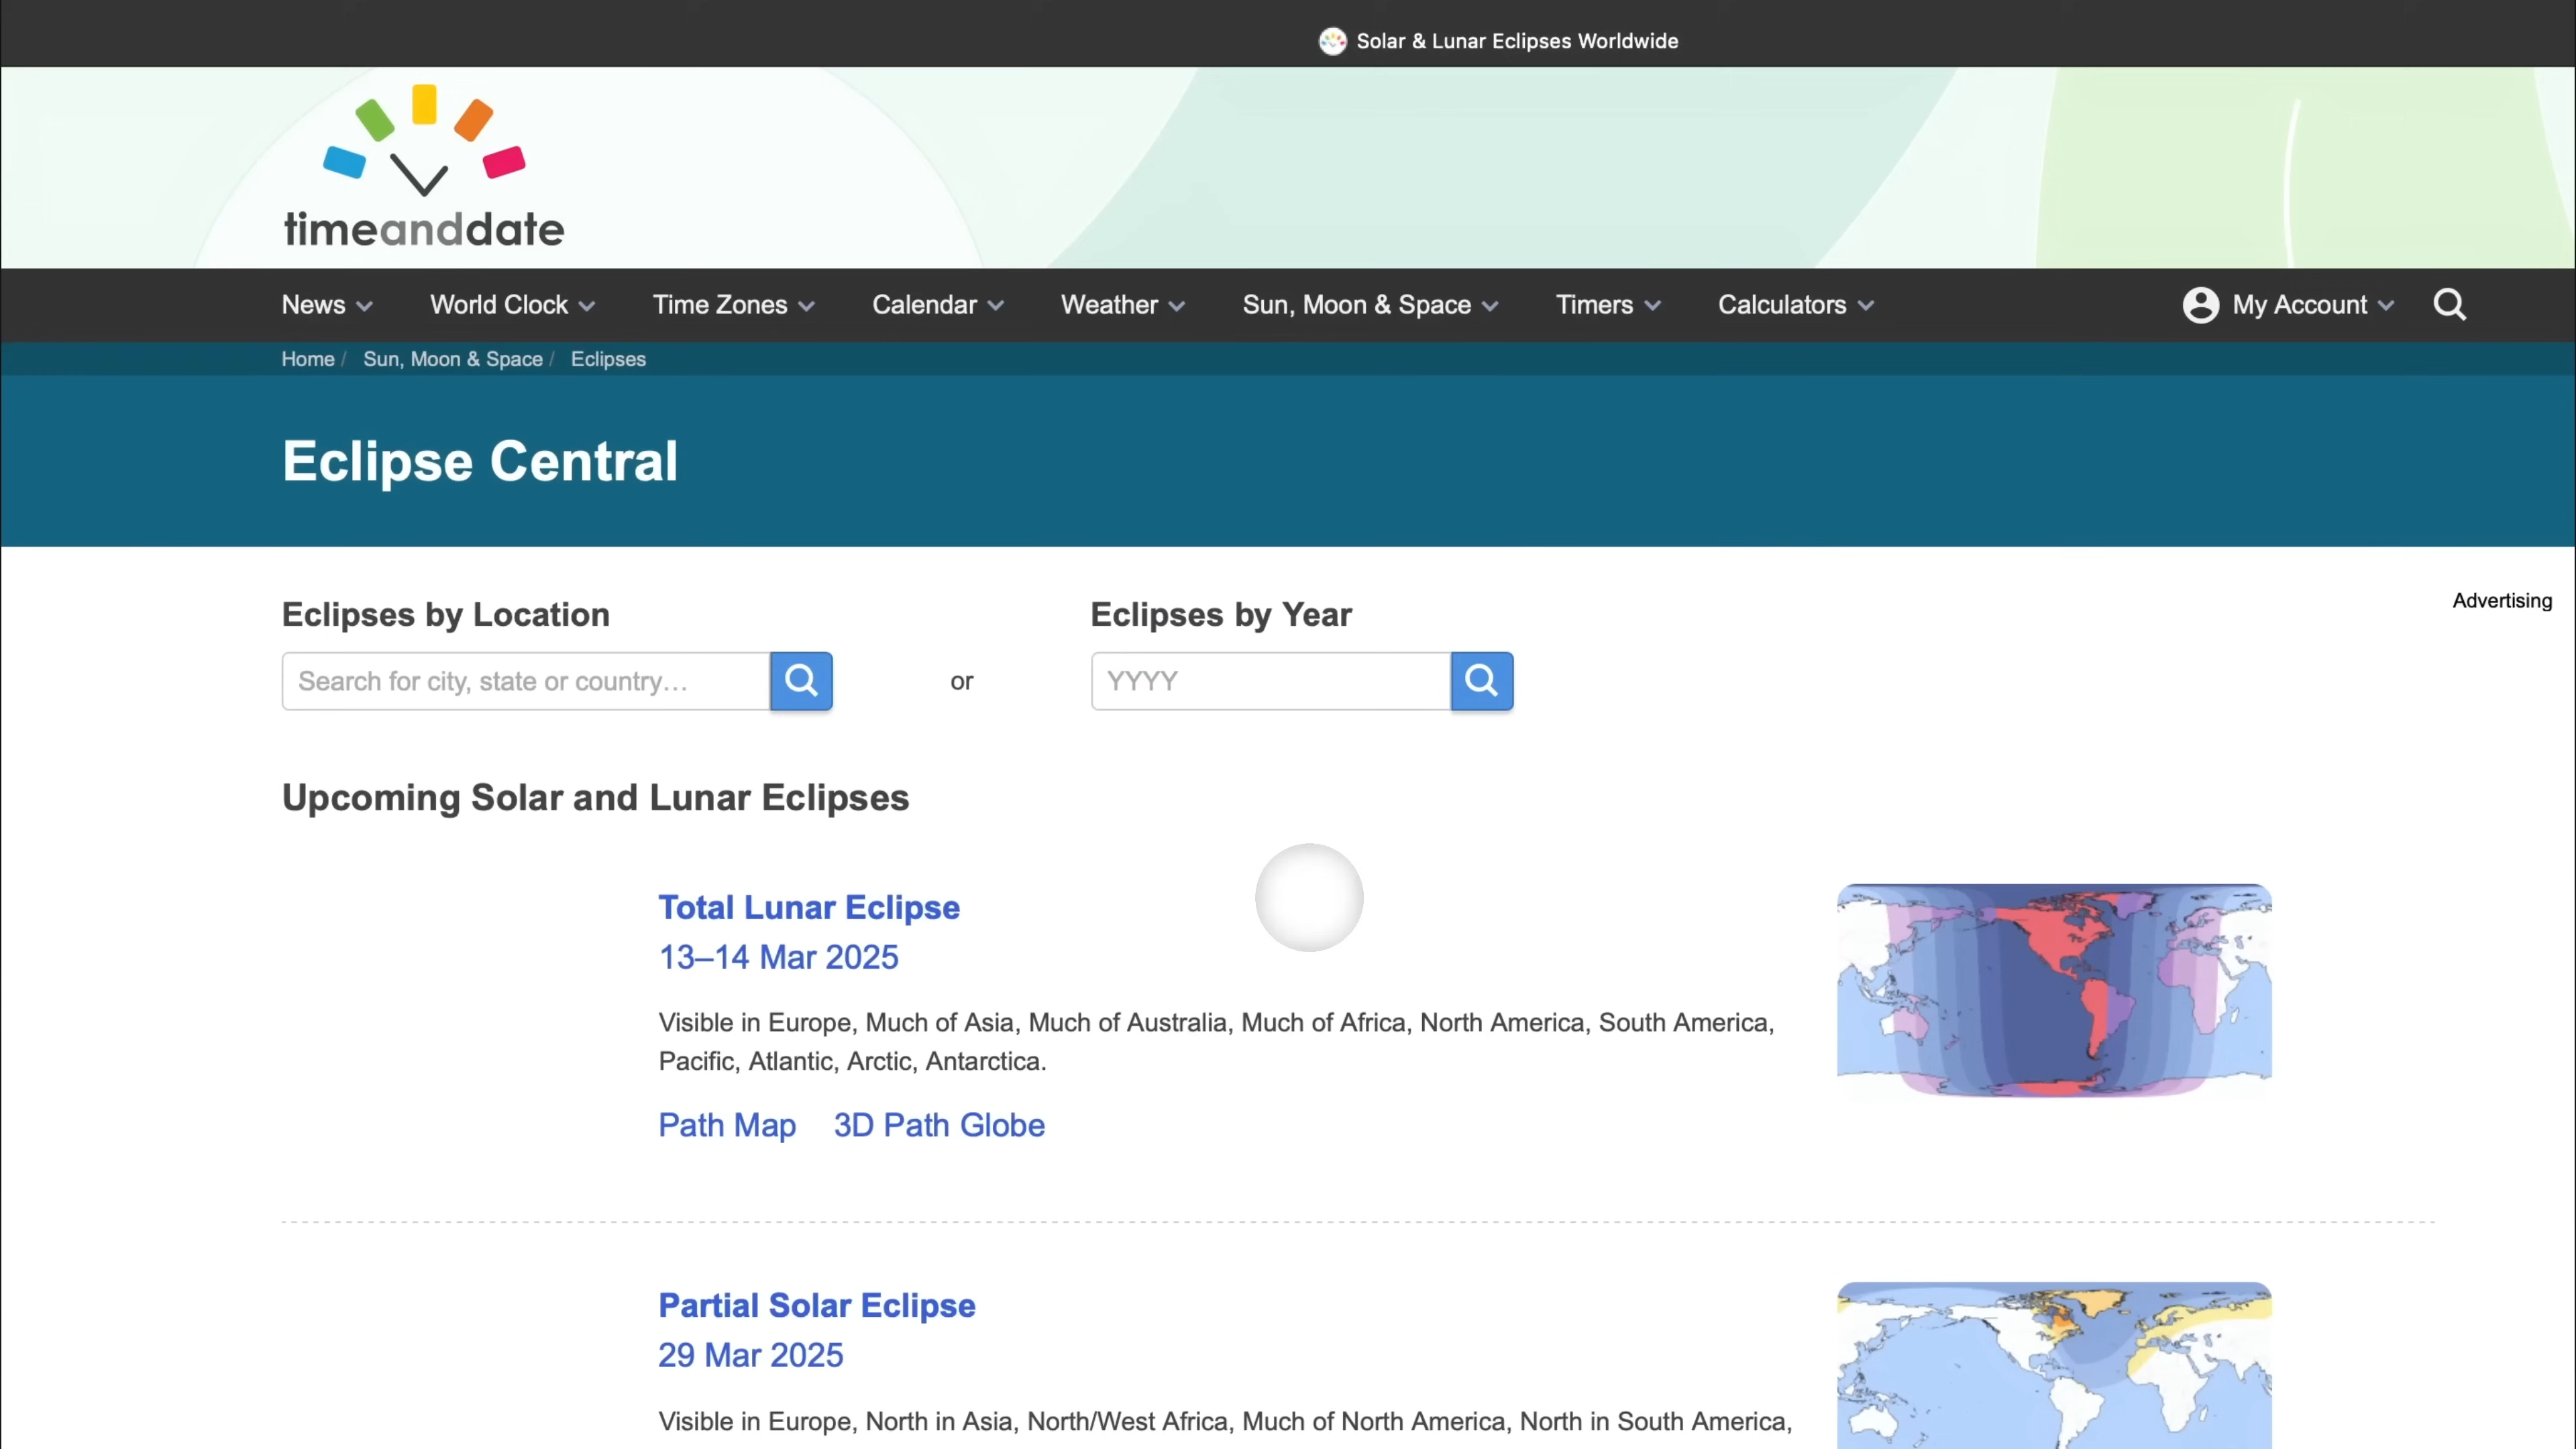 Solar & Lunar Eclipses Worldwide
timeanddate
News World Clock Time Zones Calendar Weather Sun, Moon & Space Timers Calculators My Account
Home / Sun, Moon & Space / Eclipses
Eclipse Central
Advertising
Eclipses by Location
Search for city, state or country…
or
Eclipses by Year
YYYY
Upcoming Solar and Lunar Eclipses
Total Lunar Eclipse
13–14 Mar 2025
Visible in Europe, Much of Asia, Much of Australia, Much of Africa, North America, South America,
Pacific, Atlantic, Arctic, Antarctica.
Path Map 3D Path Globe
Partial Solar Eclipse
29 Mar 2025
Visible in Europe, North in Asia, North/West Africa, Much of North America, North in South America,